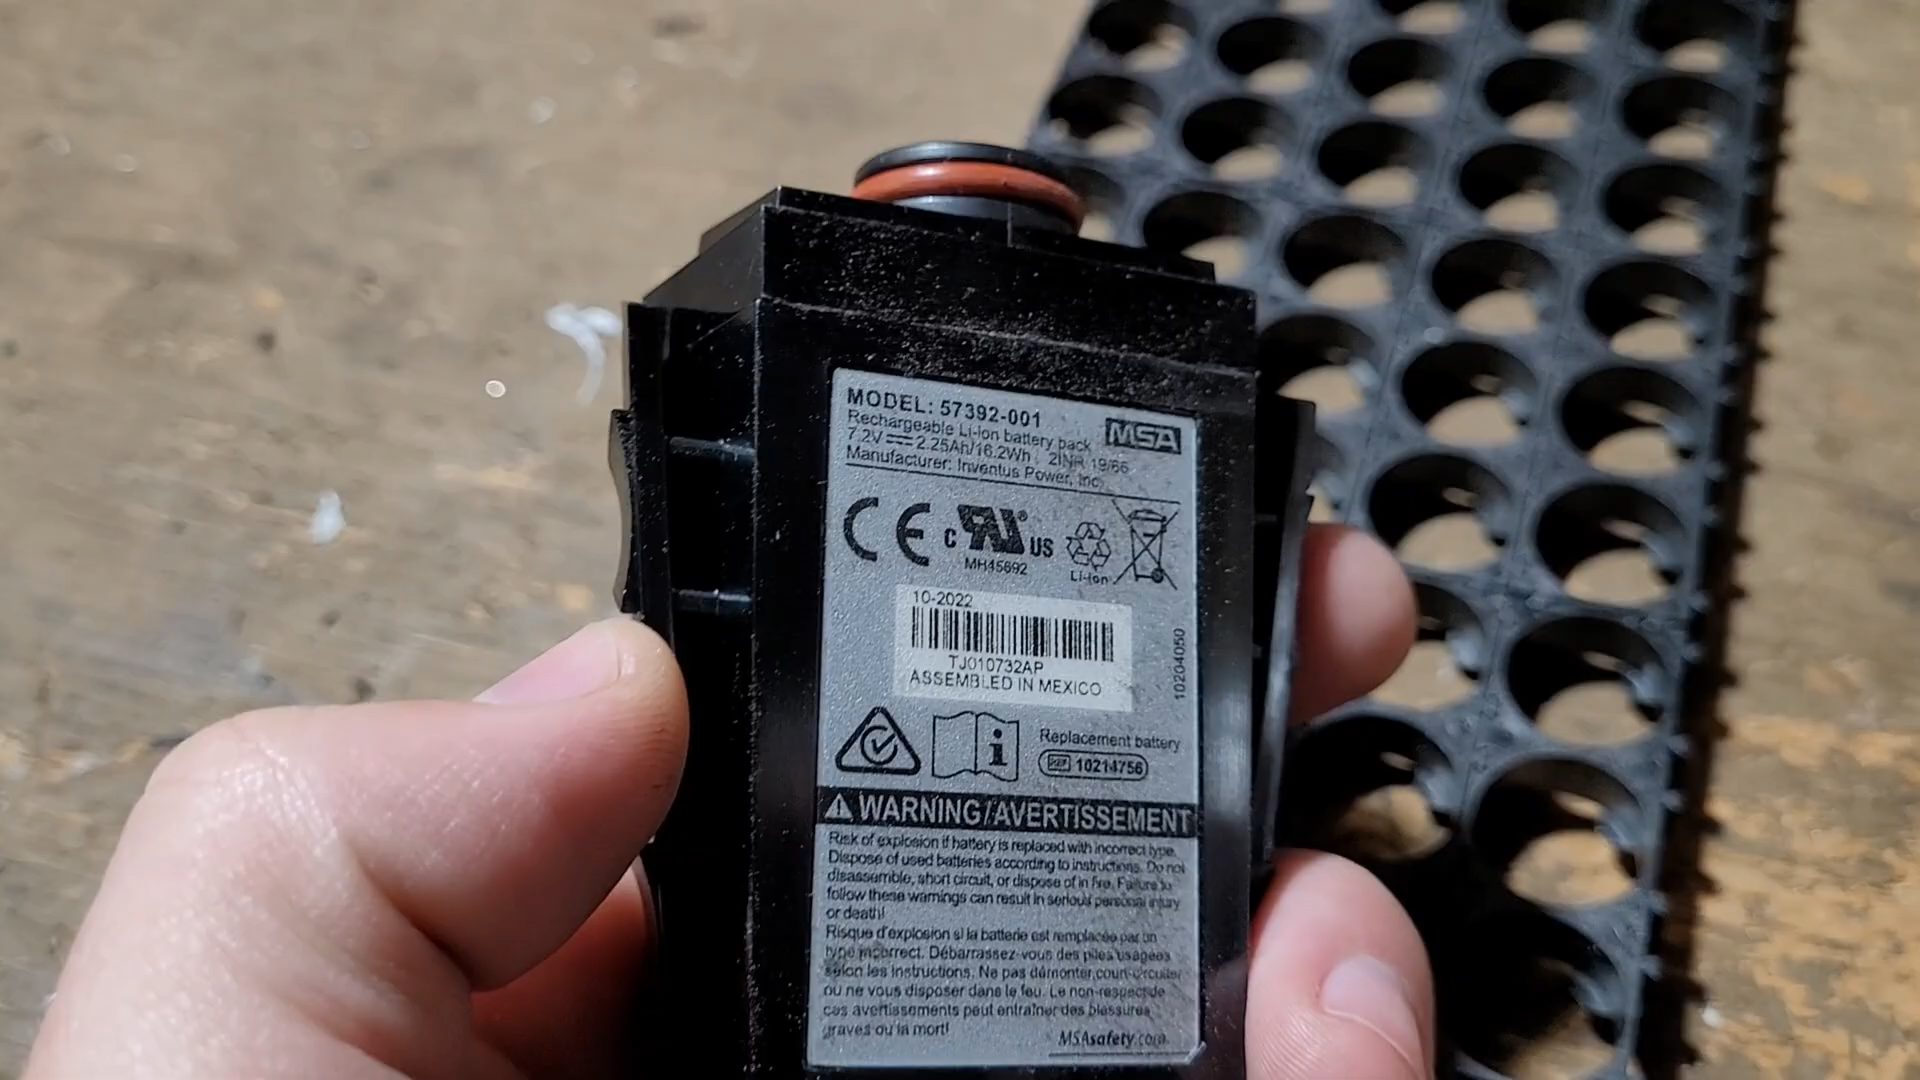 MODEL: 57392-001
MSA
Rechargeable Li-Ion battery pack
7.2V 2.25Ah/16.2Wh 2INR 19/66
Manufacturer: Inventus Power, Inc.
CE
c RU® US
MH45692
Li-ion
10-2022
TJ010732AP
ASSEMBLED IN MEXICO
10204050
i
Replacement battery
REF 10214756
WARNING/AVERTISSEMENT
Risk of explosion if battery is replaced with incorrect type.
Dispose of used batteries according to instructions. Do not
disassemble, short circuit, or dispose of in fire. Failure to
follow these warnings can result in serious personal injury
or death!
Risque d'explosion si la batterie est remplacée par un
type incorrect. Débarrassez-vous des piles usagées
selon les instructions. Ne pas démonter, court-circuiter
ou ne vous disposer dans le feu. Le non-respect de
ces avertissements peut entraîner des blessures
graves ou la mort!
MSAsafety.com